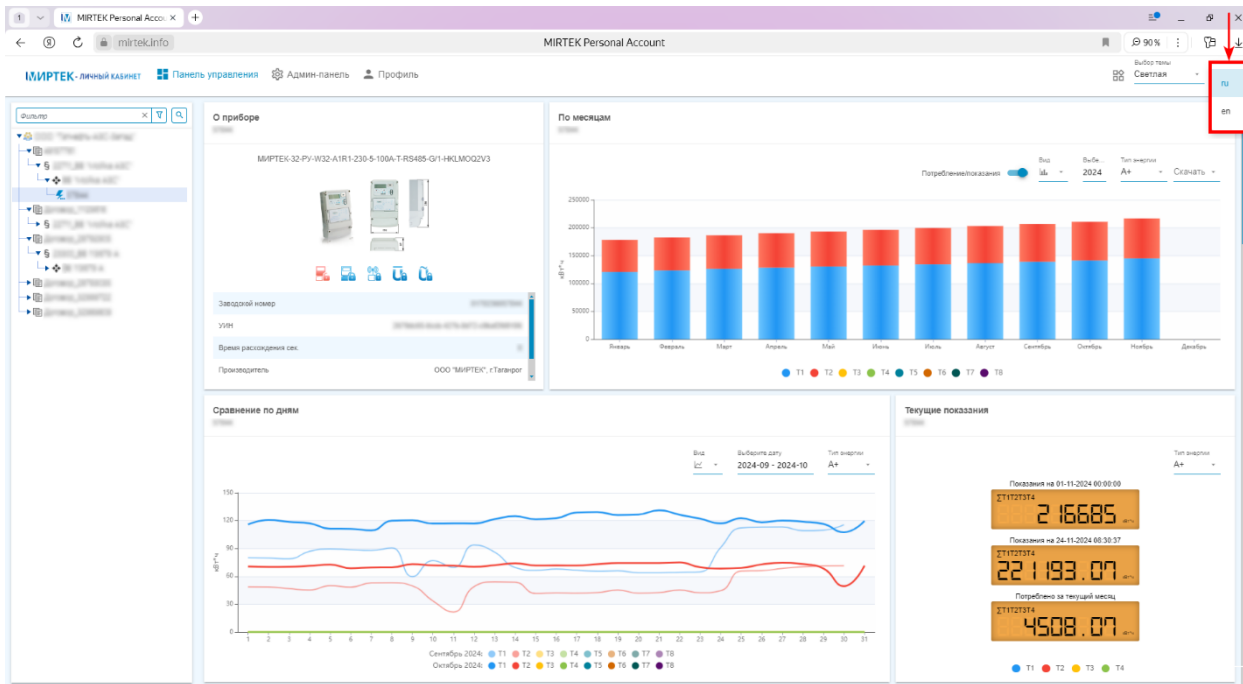 1
MIRTEK Personal Accou
mirtek.info
MIRTEK Personal Account
90 %
МИРТЕК - ЛИЧНЫЙ КАБИНЕТ
Панель управления
Админ-панель
Профиль
Выбор темы
Светлая
ru
en
Фильтр
О приборе
МИРТЕК-32-РУ-W32-A1R1-230-5-100A-T-RS485-G/1-HKLMOQ2V3
Заводской номер
УИН
Время расхождения сек.
Производитель
ООО "МИРТЕК", г.Таганрог
По месяцам
Потребление/показания
Вид
Выбе...
2024
Тип энергии
A+
Скачать
кВт*ч
250000
200000
150000
100000
50000
0
Январь Февраль Март Апрель Май Июнь Июль Август Сентябрь Октябрь Ноябрь Декабрь
T1 T2 T3 T4 T5 T6 T7 T8
Сравнение по дням
Вид
Выберите дату
2024-09 - 2024-10
Тип энергии
A+
кВт*ч
150
120
90
60
30
0
1 2 3 4 5 6 7 8 9 10 11 12 13 14 15 16 17 18 19 20 21 22 23 24 25 26 27 28 29 30 31
Сентябрь 2024: T1 T2 T3 T4 T5 T6 T7 T8
Октябрь 2024: T1 T2 T3 T4 T5 T6 T7 T8
Текущие показания
Тип энергии
A+
Показания на 01-11-2024 00:00:00
∑T1T2T3T4
216685
Показания на 24-11-2024 08:30:37
∑T1T2T3T4
221193.07
Потреблено за текущий месяц
∑T1T2T3T4
4508.07
T1 T2 T3 T4